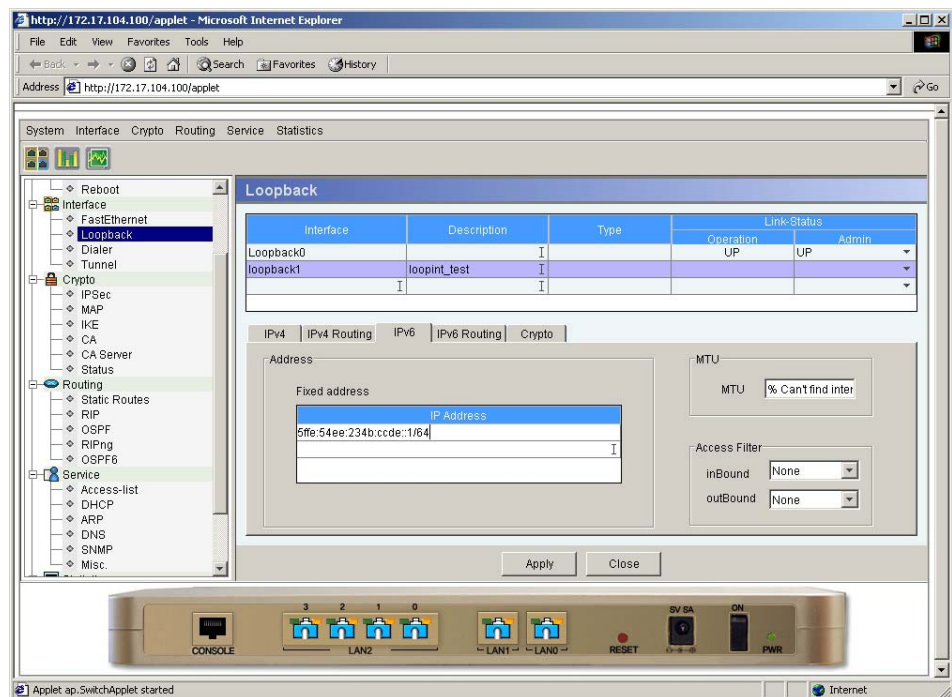 http://172.17.104.100/applet - Microsoft Internet Explorer
File Edit View Favorites Tools Help
Back Search Favorites History
Address http://172.17.104.100/applet Go
System Interface Crypto Routing Service Statistics
Reboot
Interface
FastEthernet
Loopback
Dialer
Tunnel
Crypto
IPSec
MAP
IKE
CA
CA Server
Status
Routing
Static Routes
RIP
OSPF
RIPng
OSPF6
Service
Access-list
DHCP
ARP
DNS
SNMP
Misc.
Loopback
Interface Description Type Link-Status
Operation Admin
Loopback0 UP UP
loopback1 loopint_test
IPv4 IPv4 Routing IPv6 IPv6 Routing Crypto
Address
Fixed address
IP Address
5ffe:54ee:234b:ccde::1/64
MTU
MTU % Can't find inter
Access Filter
inBound None
outBound None
Apply Close
CONSOLE
3 2 1 0
LAN2
LAN1 LAN0
RESET
5V 5A
ON
PWR
Applet ap.SwitchApplet started
Internet